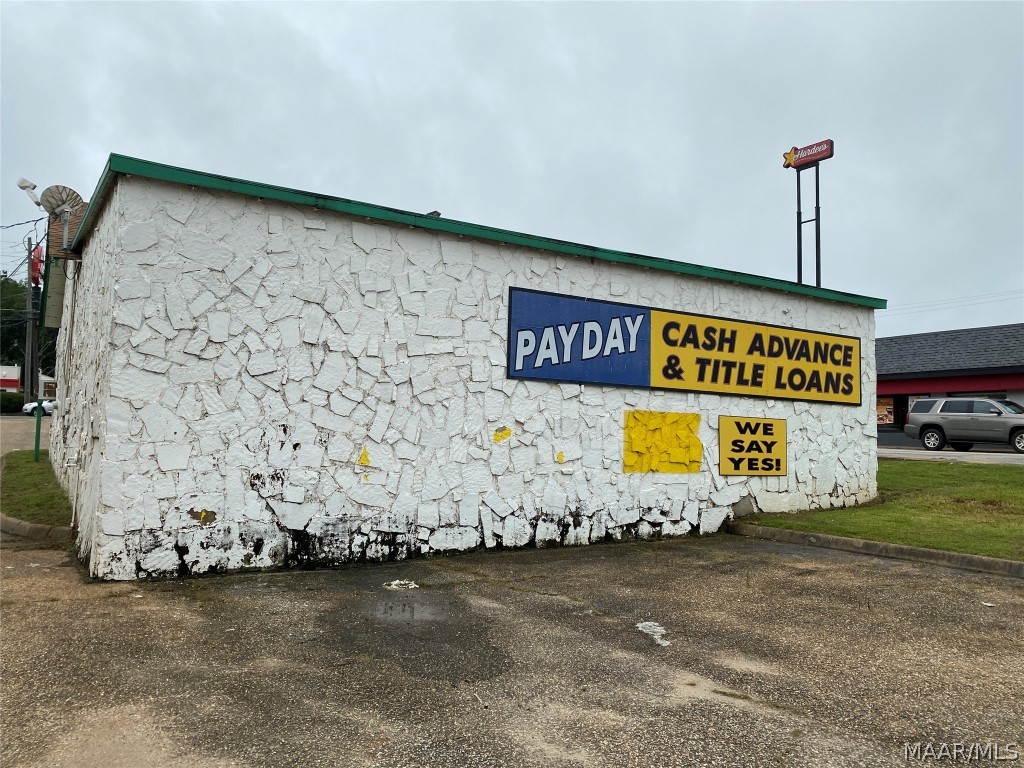 Hardee's
PAYDAY
CASH ADVANCE
& TITLE LOANS
WE
SAY
YES!
MAAR/MLS